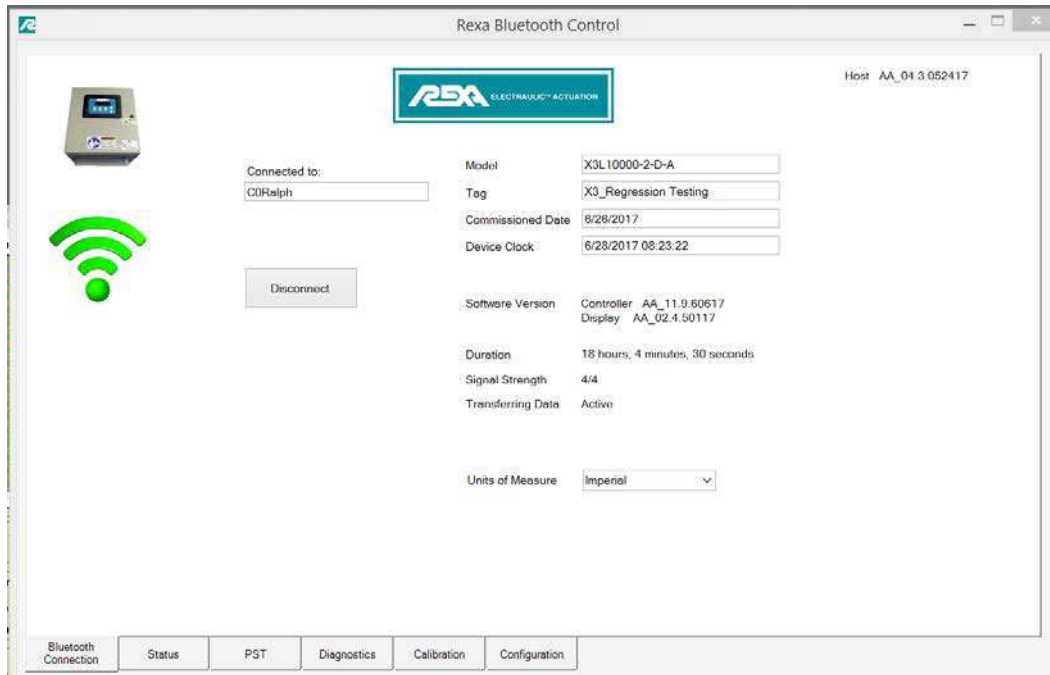 Rexa Bluetooth Control
Host AA_04.3.052417
REXA ELECTRAULIC™ ACTUATION
Connected to:
C0Ralph
Disconnect
Model X3L10000-2-D-A
Tag X3_Regression Testing
Commissioned Date 6/26/2017
Device Clock 6/28/2017 08:23:22
Software Version Controller AA_11.9.60617
Display AA_02.4.50117
Duration 18 hours, 4 minutes, 30 seconds
Signal Strength 4/4
Transferring Data Active
Units of Measure Imperial
Bluetooth
Connection
Status
PST
Diagnostics
Calibration
Configuration